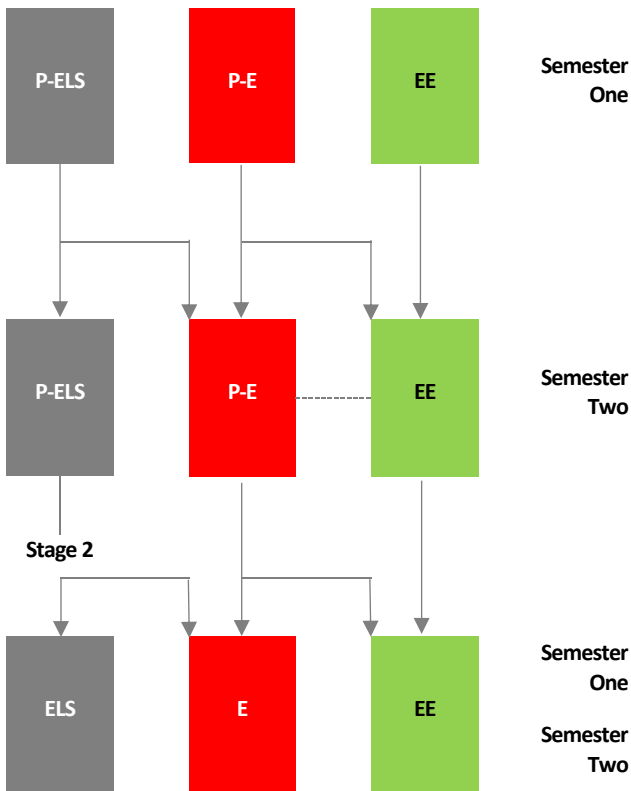 P-ELS P-E EE Semester
One
P-ELS P-E EE Semester
Two
Stage 2
Semester
One
ELS E EE
Semester
Two